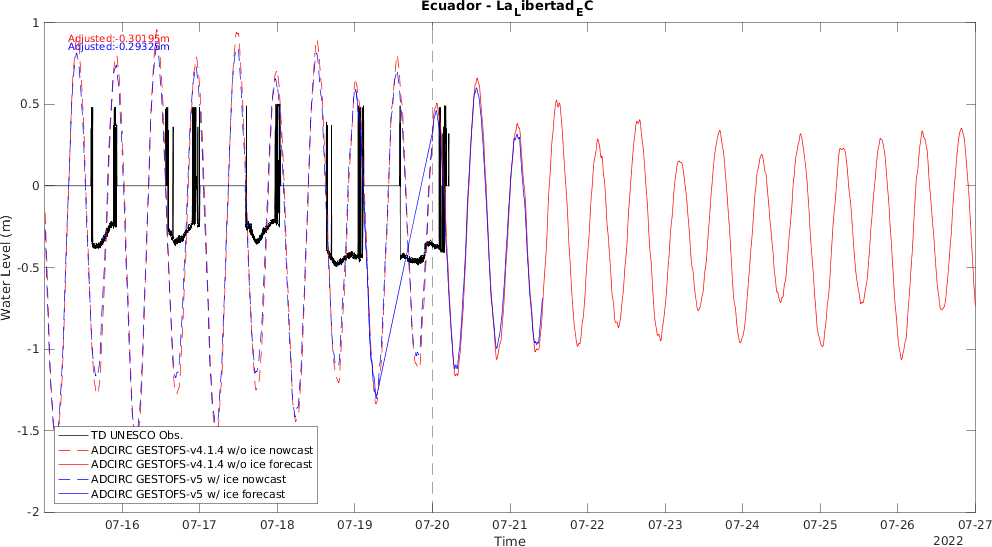 Ecuador - LaLibertadEC
Adjusted:-0.30195m
Adjusted:-0.29325m
1
0.5
0
-0.5
-1
-1.5
-2
Water Level (m)
TD UNESCO Obs.
ADCIRC GESTOFS-v4.1.4 w/o ice nowcast
ADCIRC GESTOFS-v4.1.4 w/o ice forecast
ADCIRC GESTOFS-v5 w/ ice nowcast
ADCIRC GESTOFS-v5 w/ ice forecast
07-16 07-17 07-18 07-19 07-20 07-21 07-22 07-23 07-24 07-25 07-26 07-27
Time
2022